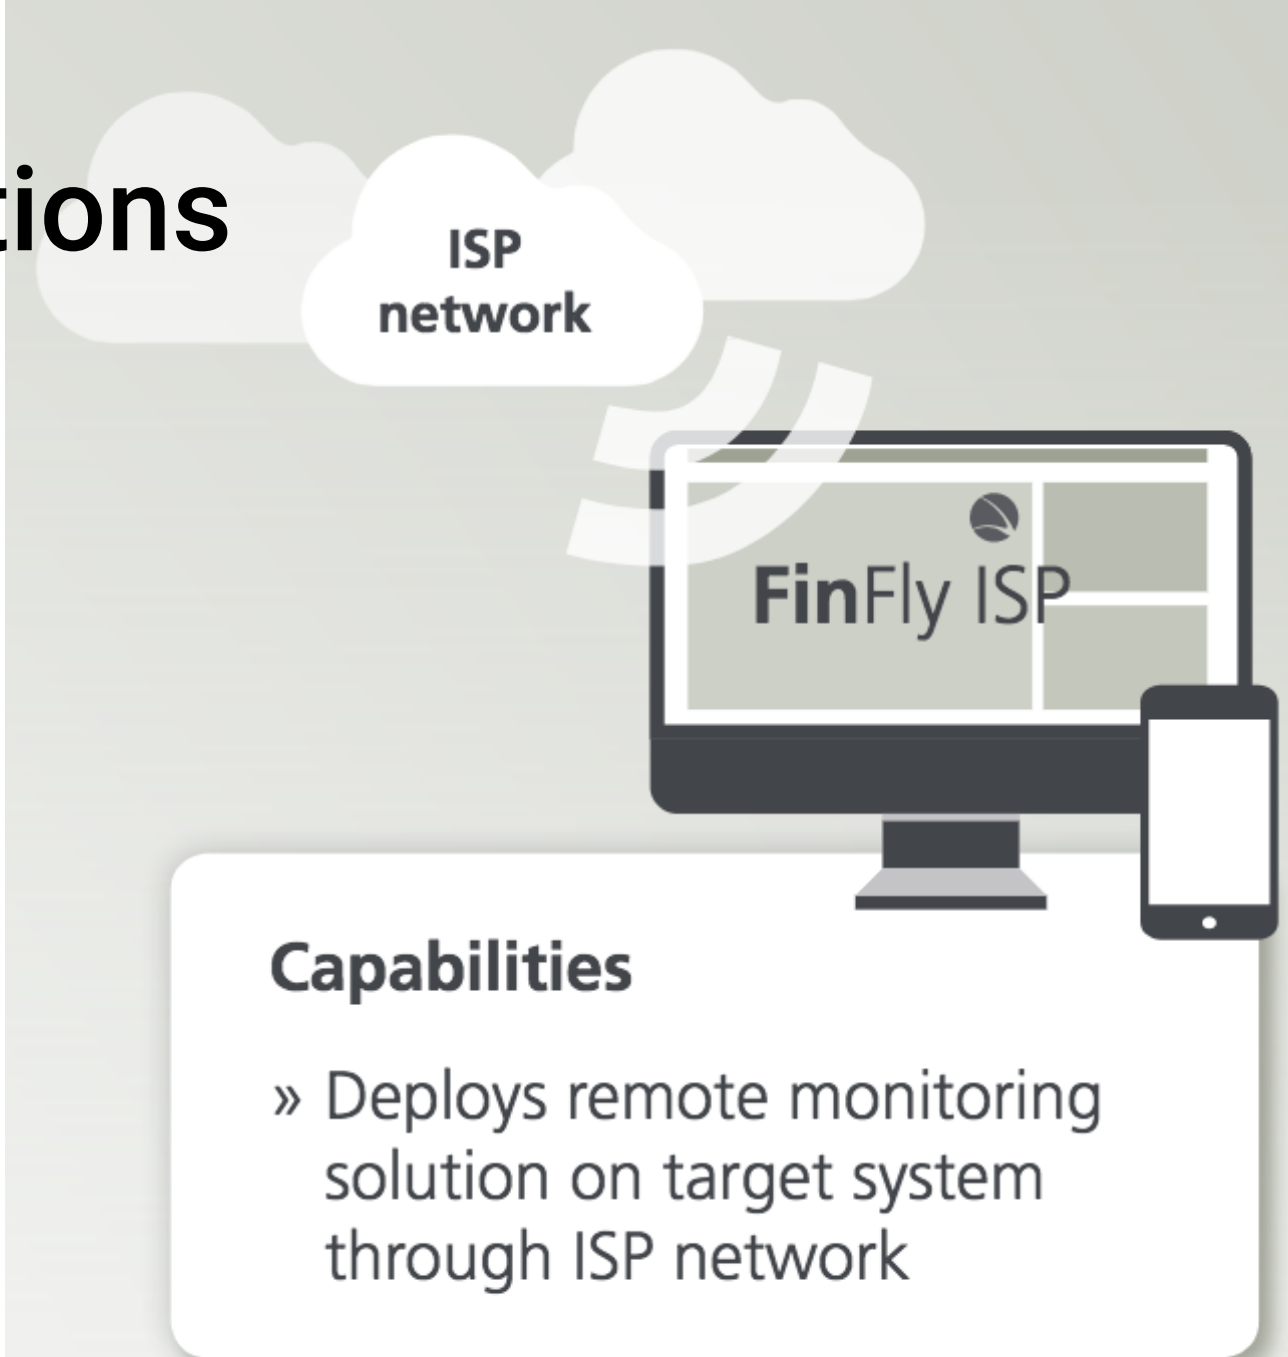 tions
ISP
network
FinFly ISP
Capabilities
» Deploys remote monitoring
solution on target system
through ISP network